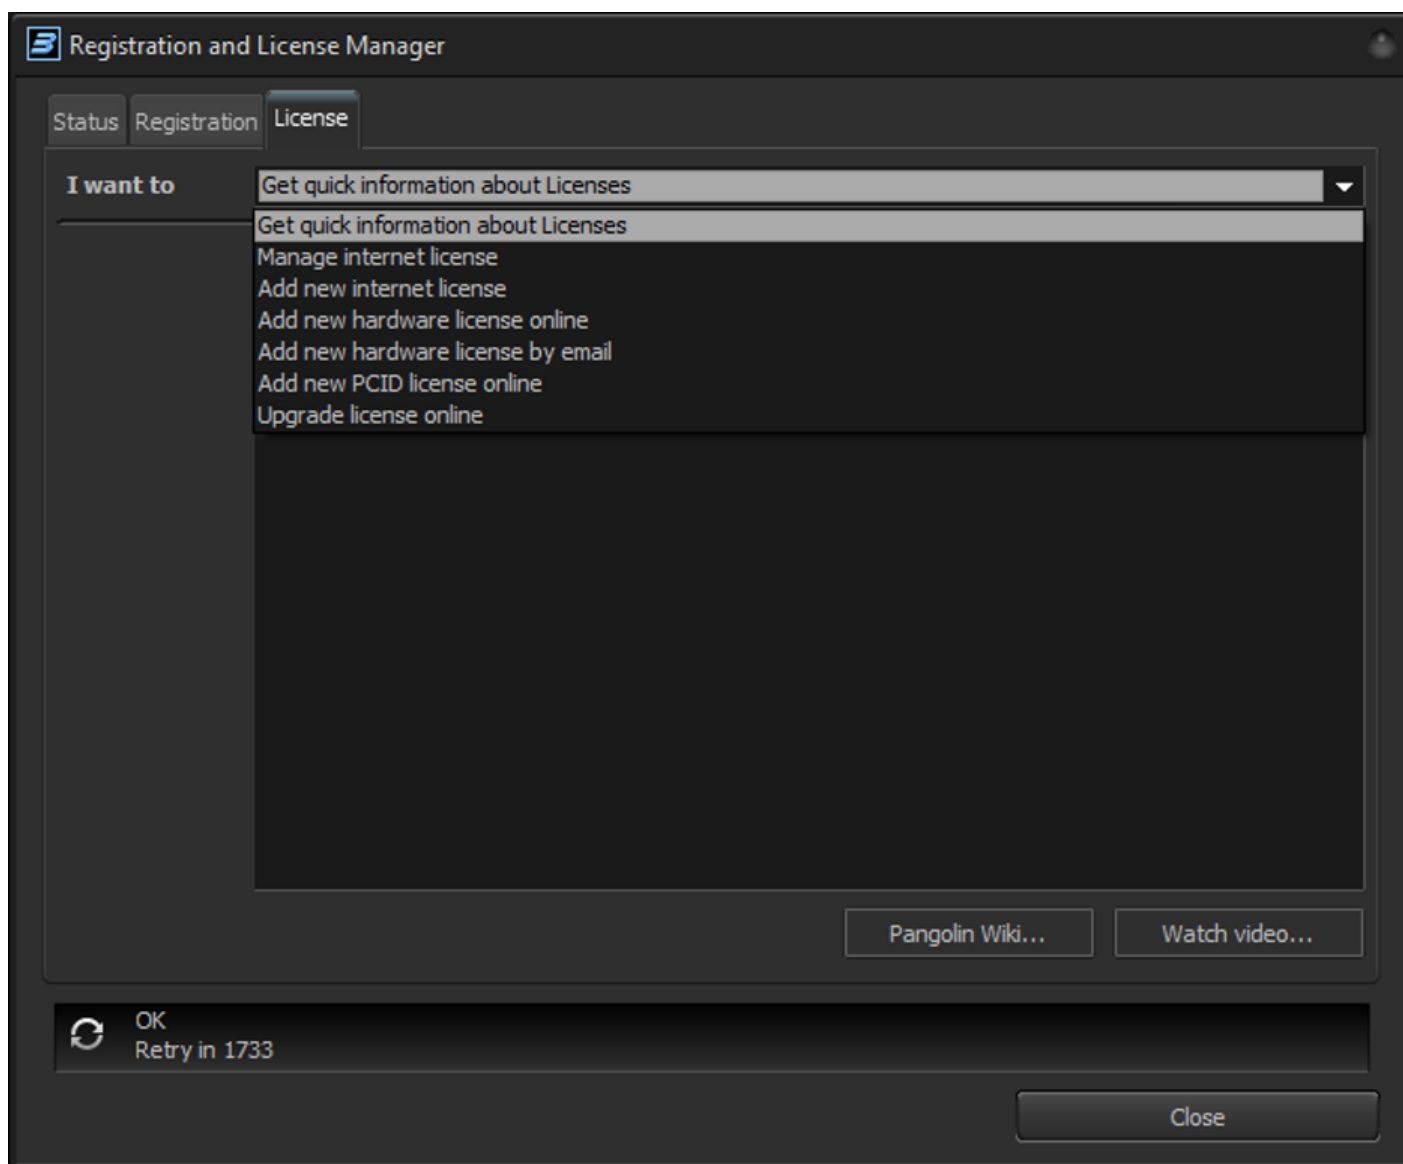 Registration and License Manager
Status Registration License
I want to Get quick information about Licenses
Get quick information about Licenses
Manage internet license
Add new internet license
Add new hardware license online
Add new hardware license by email
Add new PCID license online
Upgrade license online
Pangolin Wiki... Watch video...
OK
Retry in 1733
Close